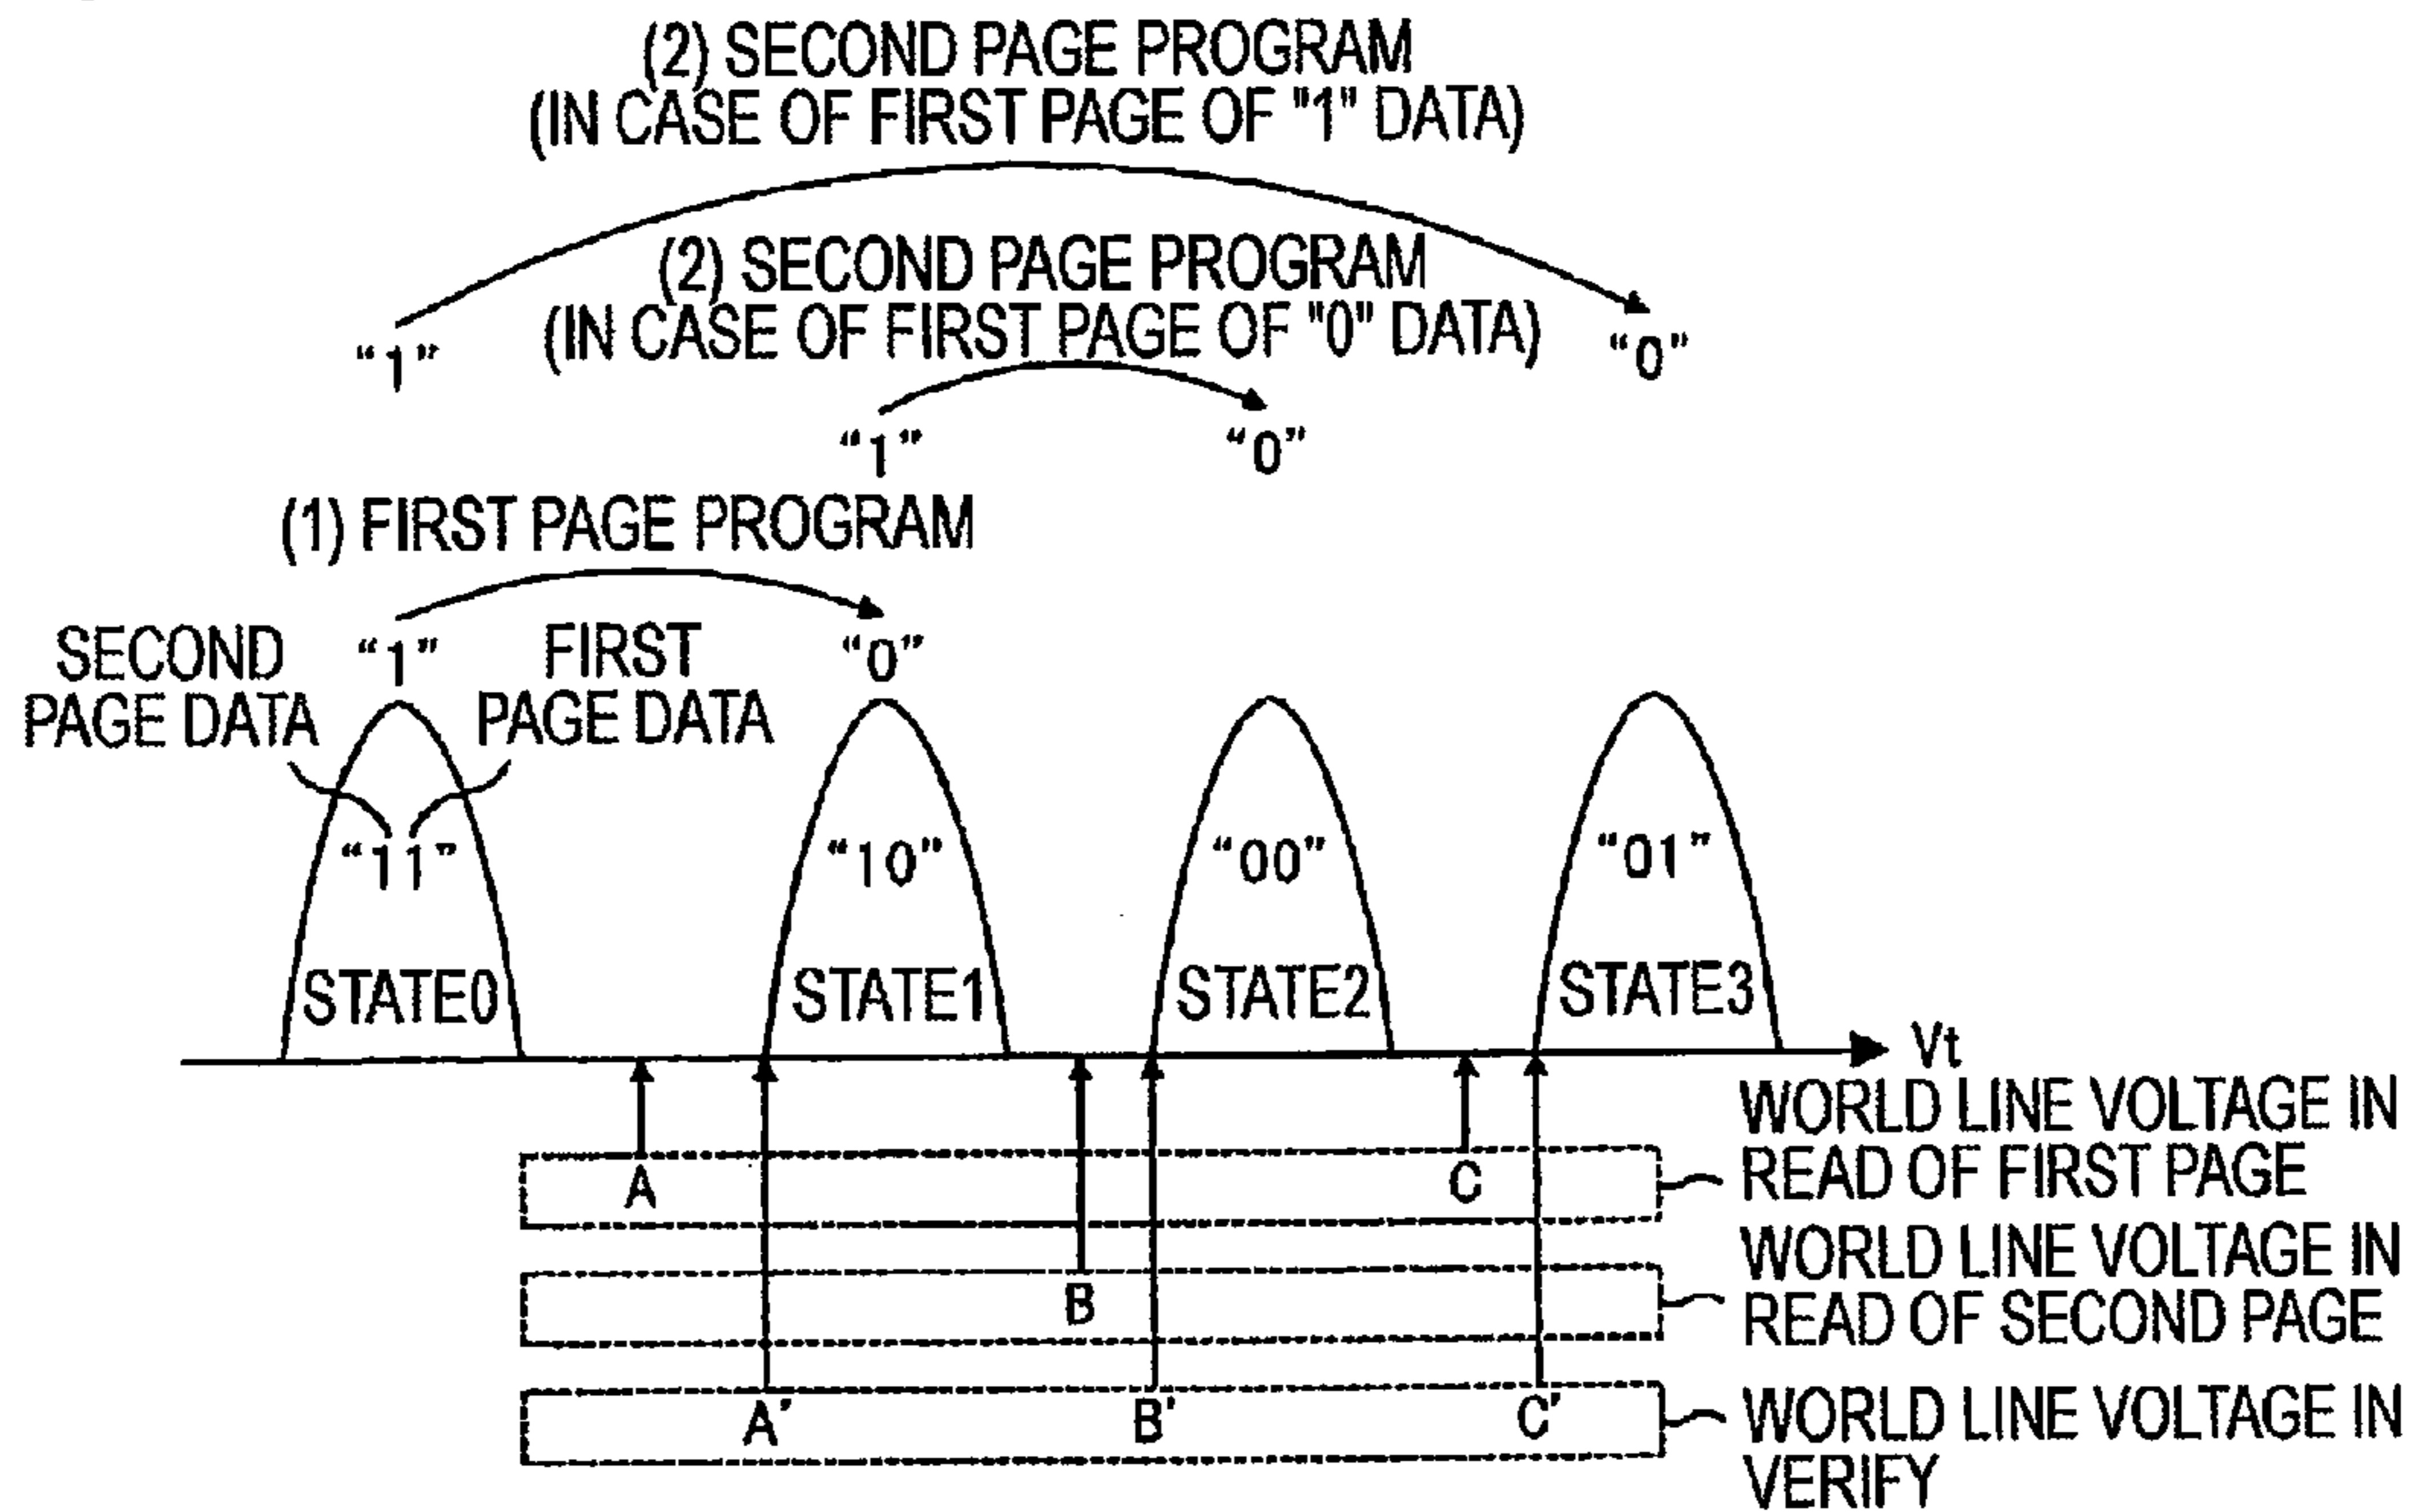 (2) SECOND PAGE PROGRAM
(IN CASE OF FIRST PAGE OF "1" DATA)
(2) SECOND PAGE PROGRAM
(IN CASE OF FIRST PAGE OF "0" DATA)
“1”
“0”
“1”
“0”
(1) FIRST PAGE PROGRAM
“1”
“0”
SECOND
PAGE DATA
FIRST
PAGE DATA
“11”
“10”
“00”
“01”
STATE0
STATE1
STATE2
STATE3
Vt
A
C
WORLD LINE VOLTAGE IN
READ OF FIRST PAGE
B
WORLD LINE VOLTAGE IN
READ OF SECOND PAGE
A'
B'
C'
WORLD LINE VOLTAGE IN
VERIFY